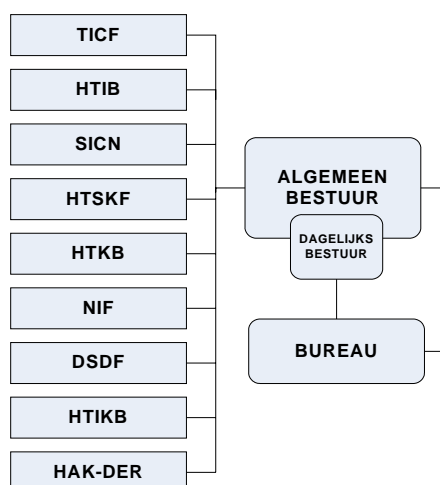 TICF
HTIB
SICN
HTSKF
HTKB
NIF
DSDF
HTIKB
HAK-DER
ALGEMEEN
BESTUUR
DAGELIJKS
BESTUUR
BUREAU